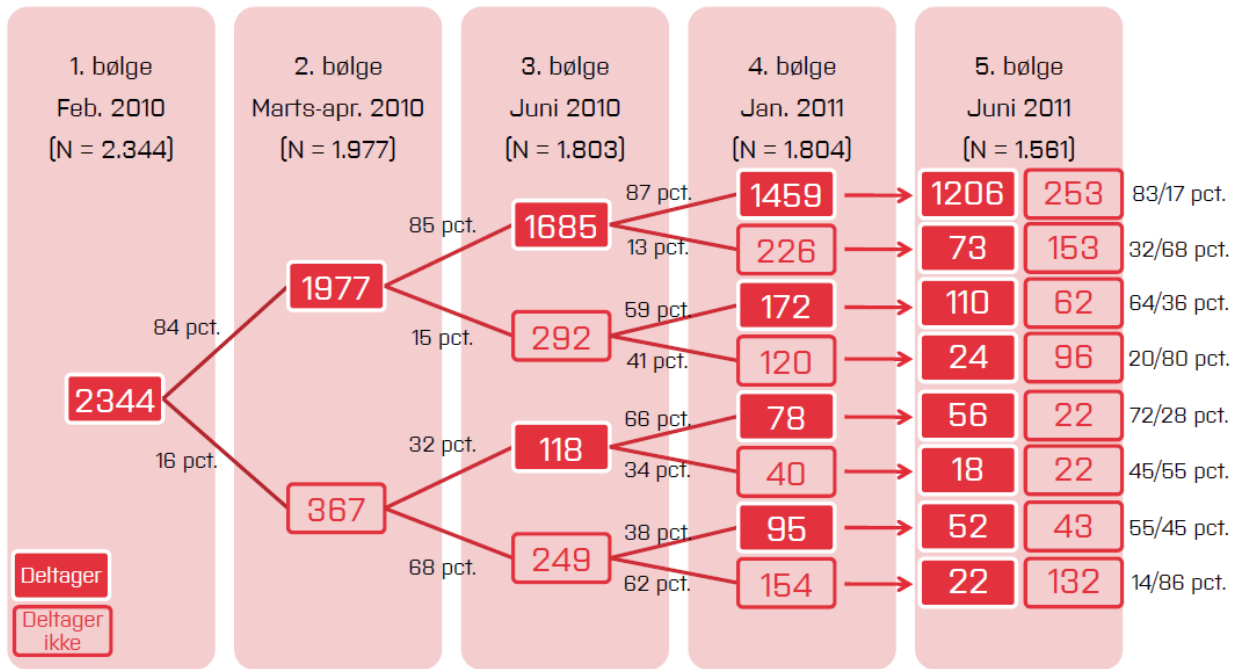 1. bølge
Feb. 2010
(N = 2.344)
2. bølge
Marts-apr. 2010
(N = 1.977)
3. bølge
Juni 2010
(N = 1.803)
4. bølge
Jan. 2011
(N = 1.804)
5. bølge
Juni 2011
(N = 1.561)
87 pct.
1459
1206
253
83/17 pct.
85 pct.
1685
13 pct.
226
73
153
32/68 pct.
1977
59 pct.
172
110
62
64/36 pct.
84 pct.
15 pct.
292
41 pct.
120
24
96
20/80 pct.
2344
66 pct.
78
56
22
72/28 pct.
16 pct.
32 pct.
118
34 pct.
40
18
22
45/55 pct.
367
38 pct.
95
52
43
55/45 pct.
68 pct.
249
62 pct.
154
22
132
14/86 pct.
Deltager
Deltager
ikke